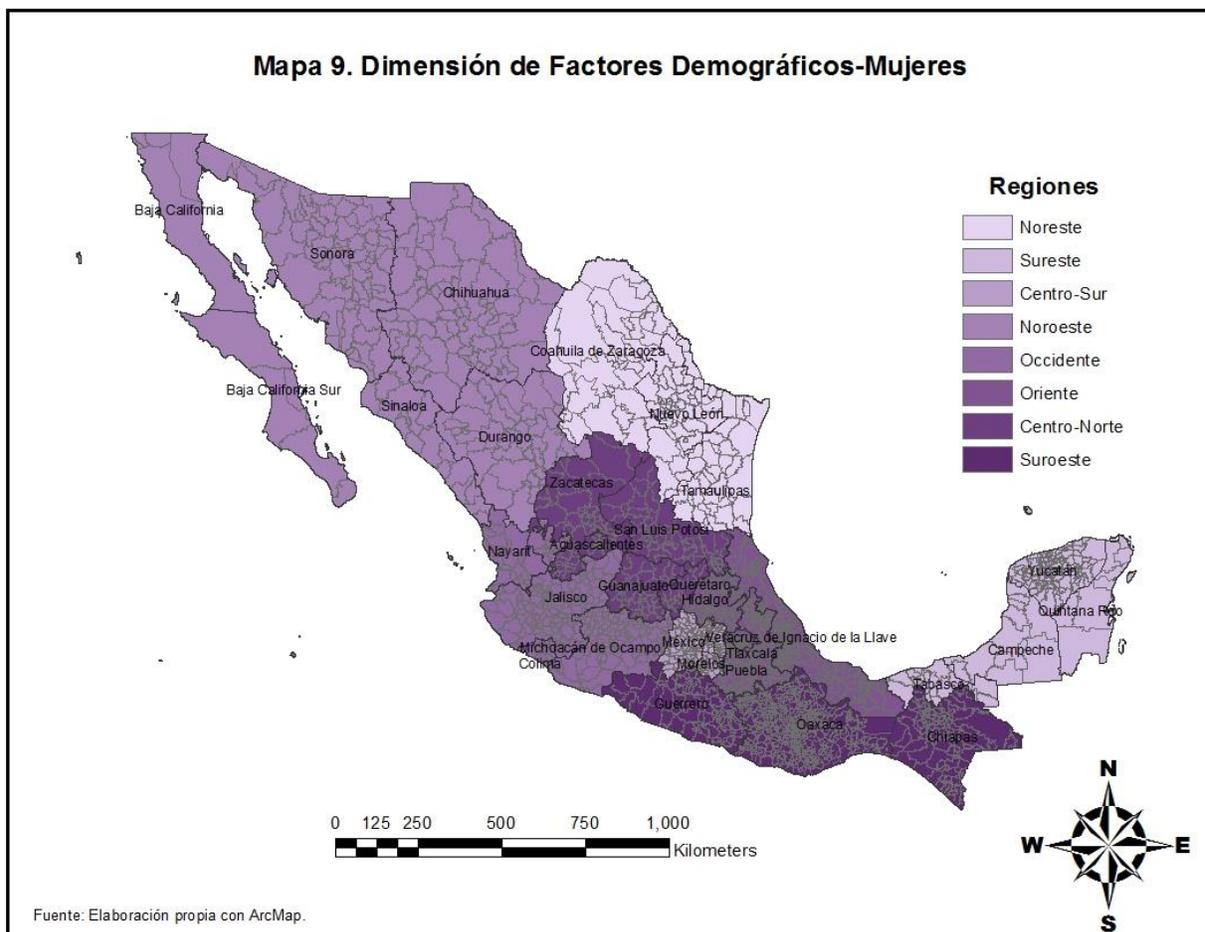 Mapa 9. Dimensión de Factores Demográficos-Mujeres
Regiones
Noreste
Sureste
Centro-Sur
Noroeste
Occidente
Oriente
Centro-Norte
Suroeste
Baja California
Sonora
Chihuahua
Coahuila de Zaragoza
Baja California Sur
Sinaloa
Nuevo León
Durango
Zacatecas
Tamaulipas
San Luis Potosí
Nayarit
Aguascalientes
Guanajuato
Querétaro
Hidalgo
Jalisco
Yucatán
Quintana Roo
Campeche
México
Veracruz de Ignacio de la Llave
Michoacán de Ocampo
Tlaxcala
Colima
Morelos
Puebla
Tabasco
Guerrero
Oaxaca
Chiapas
0 125 250 500 750 1,000
Kilometers
N
W E
S
Fuente: Elaboración propia con ArcMap.